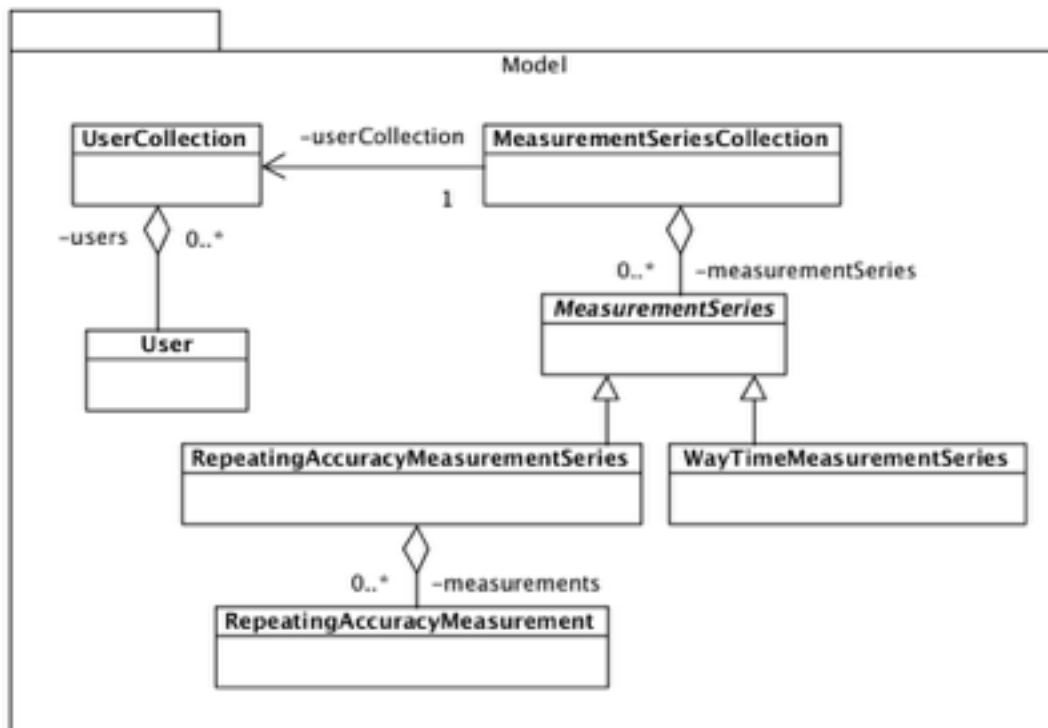 Model
UserCollection
-userCollection
1
MeasurementSeriesCollection
-users
0..*
0..*
-measurementSeries
User
MeasurementSeries
RepeatingAccuracyMeasurementSeries
WayTimeMeasurementSeries
0..*
-measurements
RepeatingAccuracyMeasurement